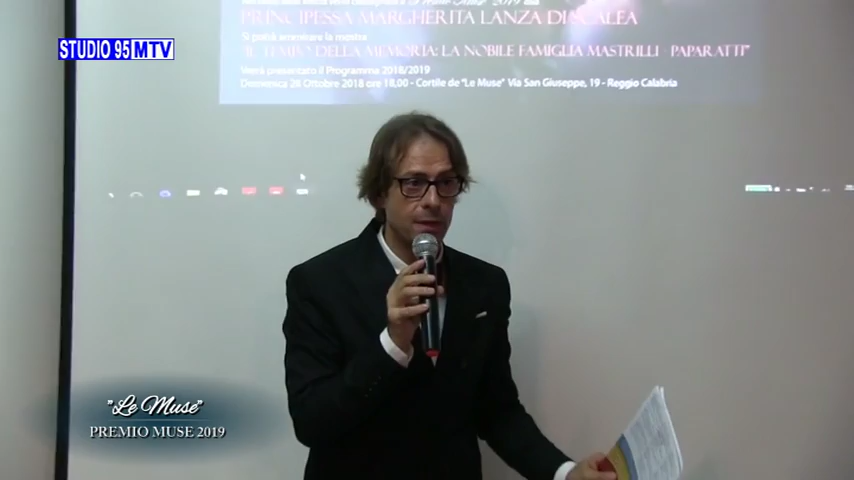 PRINCIPESSA MARGHERITA LANZA DI SCALEA
Si potrà ammirare la mostra
"IL TEMPO DELLA MEMORIA: LA NOBILE FAMIGLIA MASTRILLI - PAPARATTI"
Verrà presentato il Programma 2018/2019
Domenica 28 Ottobre 2018 ore 18,00 - Cortile de "Le Muse" Via San Giuseppe, 19 - Reggio Calabria
STUDIO 95 MTV
"Le Muse"
PREMIO MUSE 2019